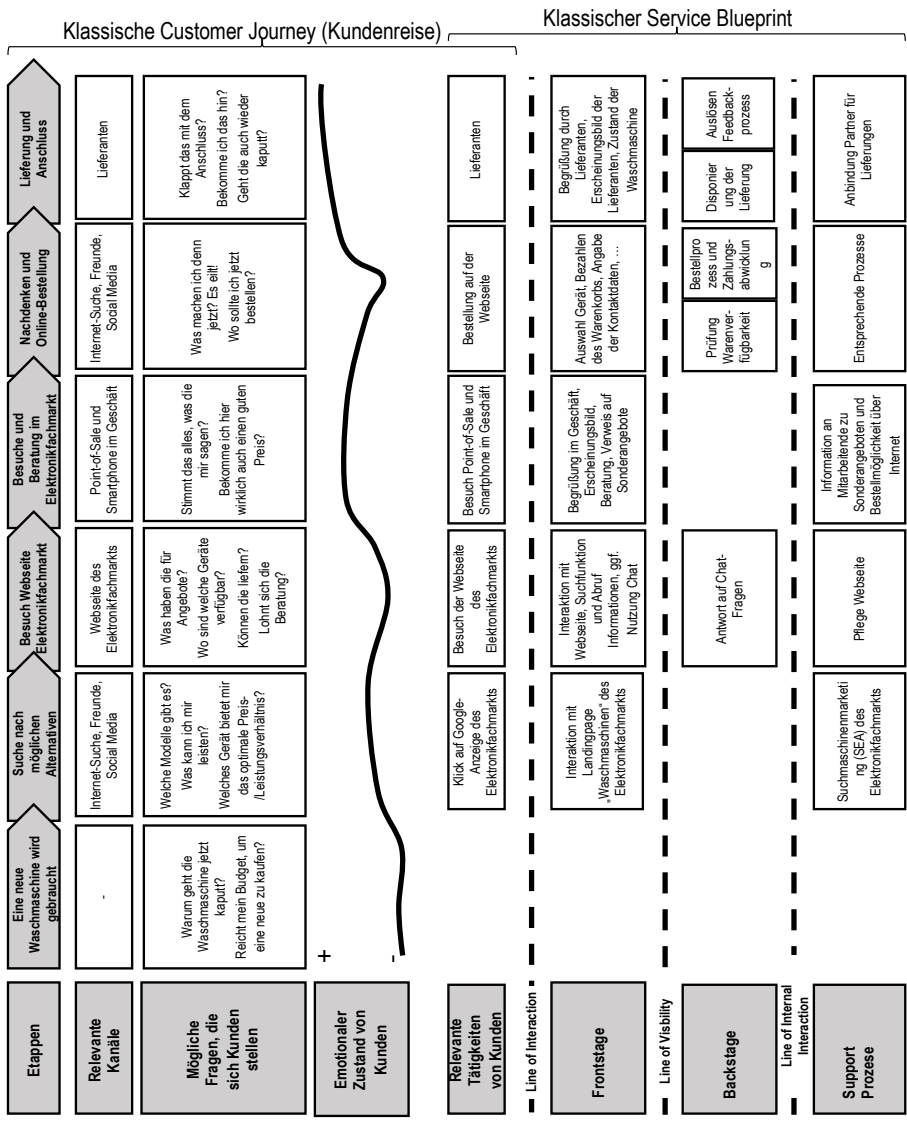 Klassische Customer Journey (Kundenreise)
Klassischer Service Blueprint
Etappen
Eine neue
Waschmaschine wird
gebraucht
Suche nach
möglichen
Alternativen
Besuch Webseite
Elektronikfachmarkt
Besuche und
Beratung im
Elektronikfachmarkt
Nachdenken und
Online-Bestellung
Lieferung und
Anschluss
Relevante
Kanäle
-
Internet-Suche, Freunde,
Social Media
Webseite des
Elektronikfachmarkts
Point-of-Sale und
Smartphone im Geschäft
Internet-Suche, Freunde,
Social Media
Lieferanten
Mögliche
Fragen, die
sich Kunden
stellen
Warum geht die
Waschmaschine jetzt
kaputt?
Reicht mein Budget, um
eine neue zu kaufen?
Welche Modelle gibt es?
Was kann ich mir
leisten?
Welches Gerät bietet mir
das optimale Preis-
/Leistungsverhältnis?
Was haben die für
Angebote?
Wo sind welche Geräte
verfügbar?
Können die liefern?
Lohnt sich die
Beratung?
Stimmt das alles, was die
mir sagen?
Bekomme ich hier
wirklich auch einen guten
Preis?
Was machen ich denn
jetzt? Es eilt!
Wo sollte ich jetzt
bestellen?
Klappt das mit dem
Anschluss?
Bekomme ich das hin?
Geht die auch wieder
kaputt?
Emotionaler
Zustand von
Kunden
+
-
Relevante
Tätigkeiten
von Kunden
Klick auf Google-
Anzeige des
Elektronikfachmarkts
Besuch der Webseite
des
Elektronikfachmarkts
Besuch Point-of-Sale und
Smartphone im Geschäft
Bestellung auf der
Webseite
Lieferanten
Line of Interaction
Frontstage
Interaktion mit
Landingpage
„Waschmaschinen“ des
Elektronikfachmarkts
Interaktion mit
Webseite, Suchfunktion
und Abruf
Informationen, ggf.
Nutzung Chat
Begrüßung im Geschäft,
Erscheinungsbild,
Beratung, Verweis auf
Sonderangebote
Auswahl Gerät, Bezahlen
des Warenkorbs, Angabe
der Kontaktdaten, …
Begrüßung durch
Lieferanten,
Erscheinungsbild der
Lieferanten, Zustand der
Waschmaschine
Line of Visbility
Backstage
Antwort auf Chat-
Fragen
Prüfung
Warenver-
fügbarkeit
Bestellpro
zess und
Zahlungs-
abwicklun
g
Disponier
ung der
Lieferung
Auslösen
Feedback-
prozess
Line of Internal
Interaction
Support
Prozese
Suchmaschinenmarketi
ng (SEA) des
Elektronikfachmarkts
Pflege Webseite
Information an
Mitarbeitende zu
Sonderangeboten und
Bestellmöglichkeit über
Internet
Entsprechende Prozesse
Anbindung Partner für
Lieferungen